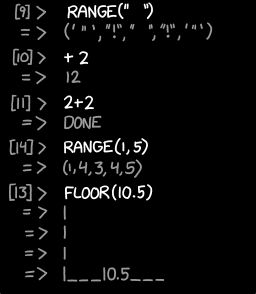 [9] > RANGE(" ")
=> (' " ', "!", " ", "!", ' " ')
[10] > + 2
=> 12
[11] > 2+2
=> DONE
[14] > RANGE(1,5)
=> (1,4,3,4,5)
[13] > FLOOR(10.5)
=> |
=> |
=> |
=> |___10.5___